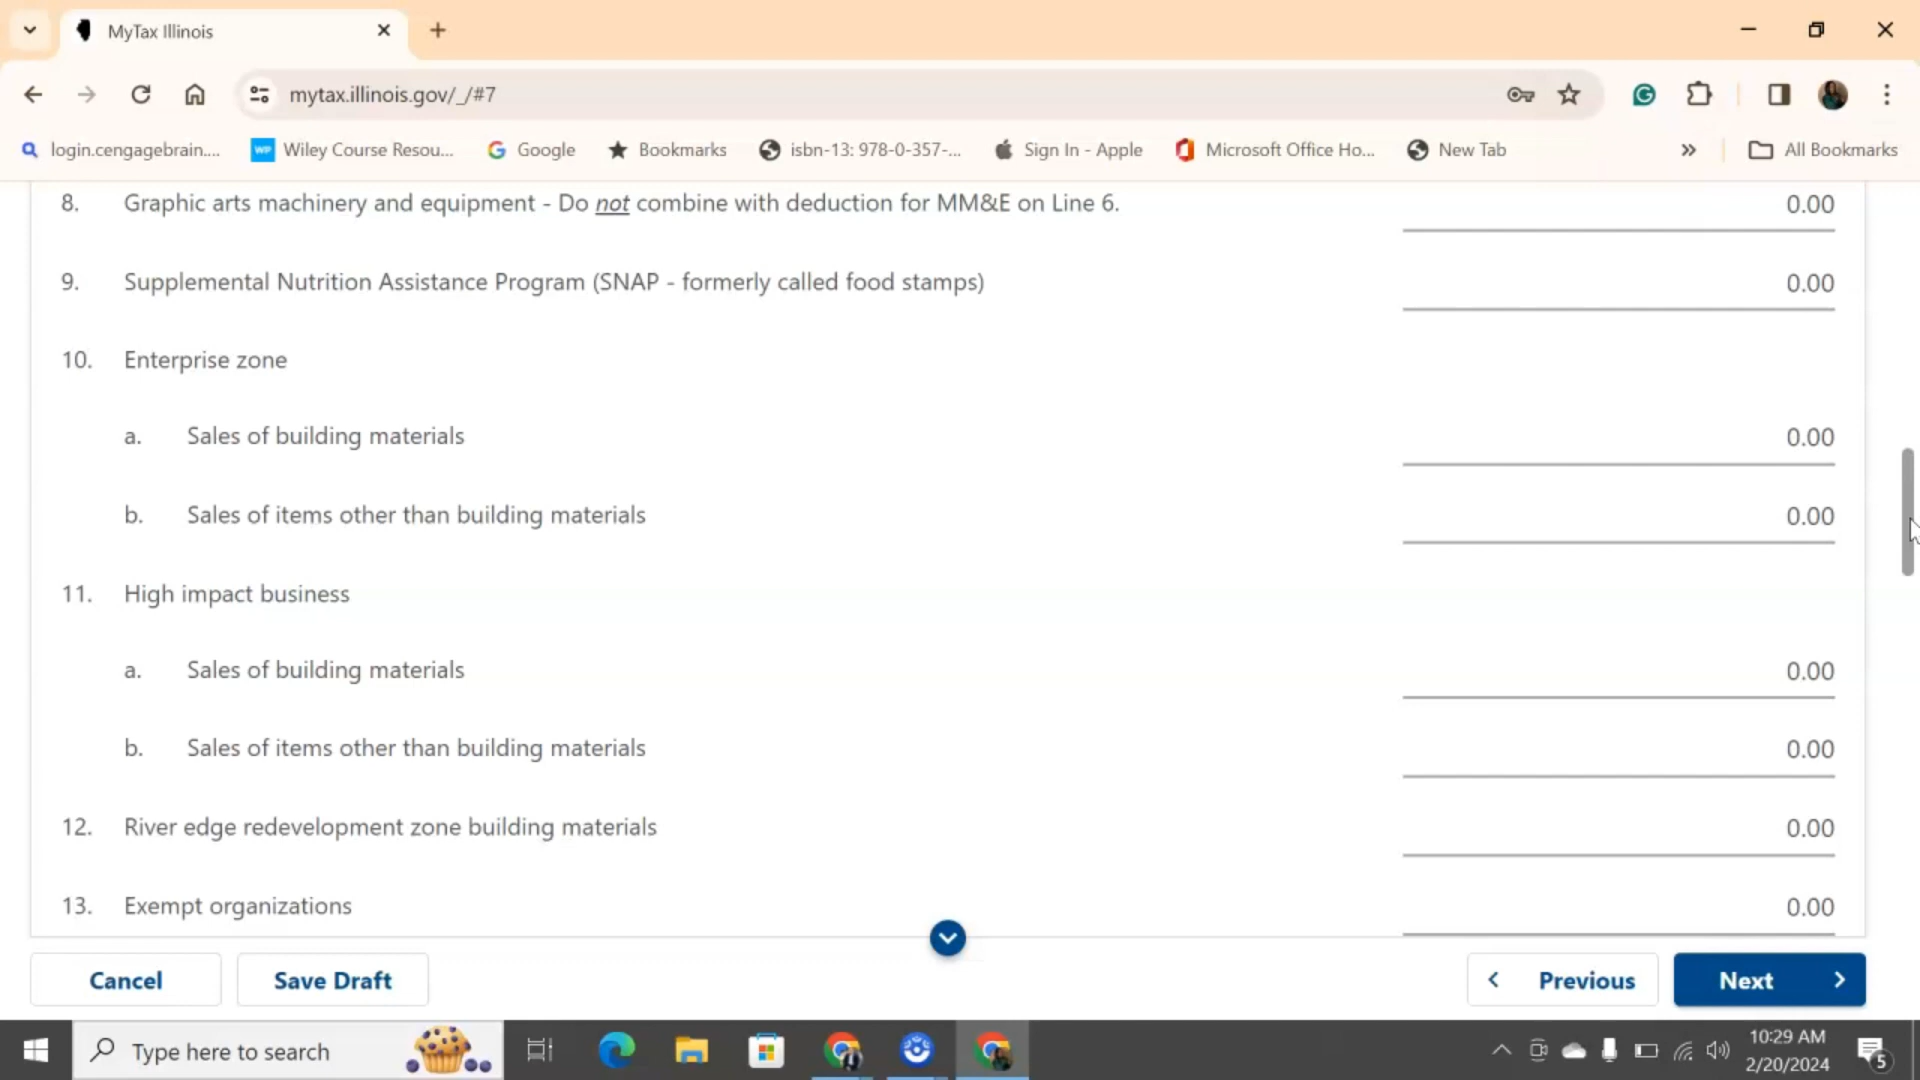 MyTax Illinois
mytax.illinois.gov/_/#7
login.cengagebrain....
WP Wiley Course Resou...
Google
Bookmarks
isbn-13: 978-0-357-...
Sign In - Apple
Microsoft Office Ho...
New Tab
»
All Bookmarks
8. Graphic arts machinery and equipment - Do not combine with deduction for MM&E on Line 6. 0.00
9. Supplemental Nutrition Assistance Program (SNAP - formerly called food stamps) 0.00
10. Enterprise zone
a. Sales of building materials 0.00
b. Sales of items other than building materials 0.00
11. High impact business
a. Sales of building materials 0.00
b. Sales of items other than building materials 0.00
12. River edge redevelopment zone building materials 0.00
13. Exempt organizations 0.00
Cancel
Save Draft
Previous
Next
Type here to search
10:29 AM
2/20/2024
5